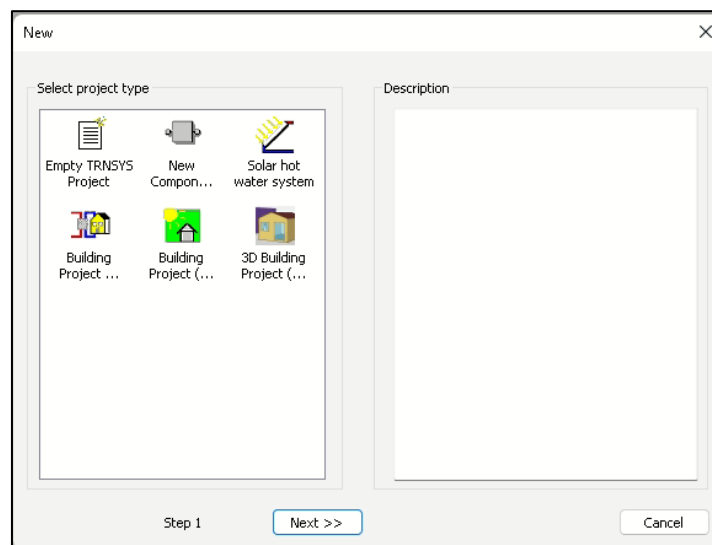 New
Select project type
Empty TRNSYS
Project
New
Compon...
Solar hot
water system
Building
Project ...
Building
Project (...
3D Building
Project (...
Description
Step 1
Next >>
Cancel